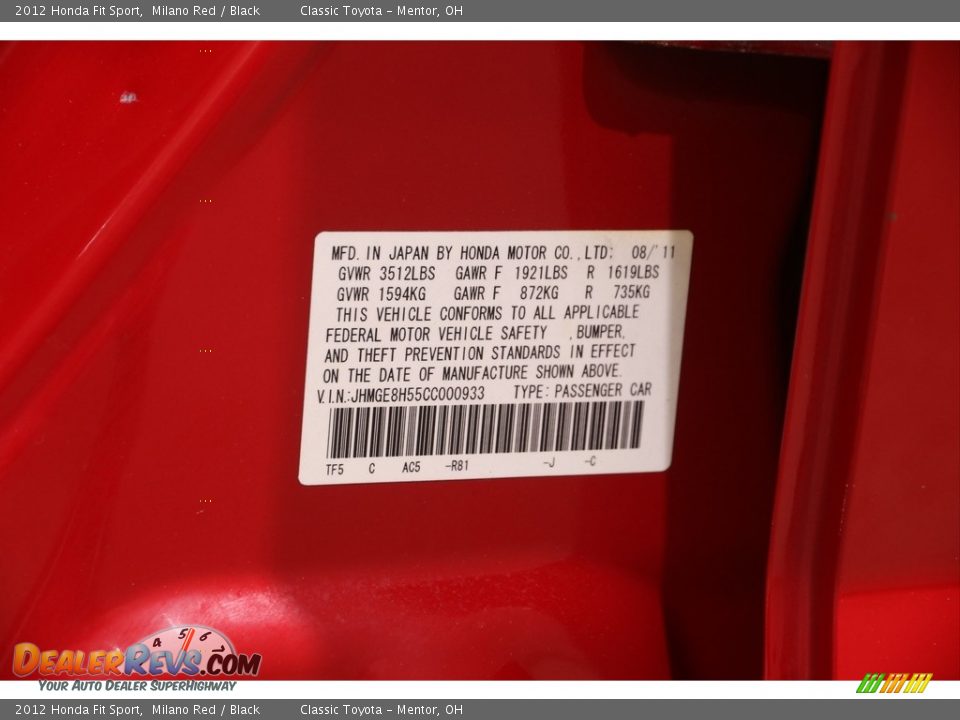 2012 Honda Fit Sport, Milano Red / Black Classic Toyota - Mentor, OH
MFD. IN JAPAN BY HONDA MOTOR CO., LTD: 08/'11
GVWR 3512LBS GAWR F 1921LBS R 1619LBS
GVWR 1594KG GAWR F 872KG R 735KG
THIS VEHICLE CONFORMS TO ALL APPLICABLE
FEDERAL MOTOR VEHICLE SAFETY ,BUMPER,
AND THEFT PREVENTION STANDARDS IN EFFECT
ON THE DATE OF MANUFACTURE SHOWN ABOVE.
V.I.N.:JHMGE8H55CC000933 TYPE: PASSENGER CAR
TF5 C AC5 -R81 -J -C
4 5 6
DEALERREVS.COM
YOUR AUTO DEALER SUPERHIGHWAY
2012 Honda Fit Sport, Milano Red / Black Classic Toyota - Mentor, OH